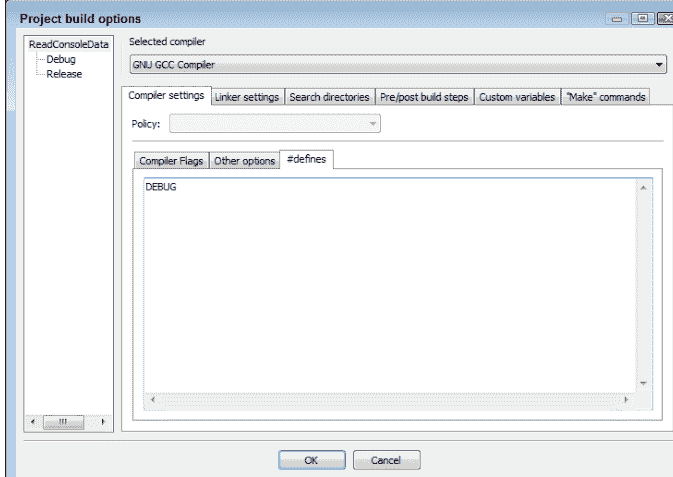 Project build options
ReadConsoleData
Debug
Release
Selected compiler
GNU GCC Compiler
Compiler settings Linker settings Search directories Pre/post build steps Custom variables "Make" commands
Policy:
Compiler Flags Other options #defines
DEBUG
OK Cancel